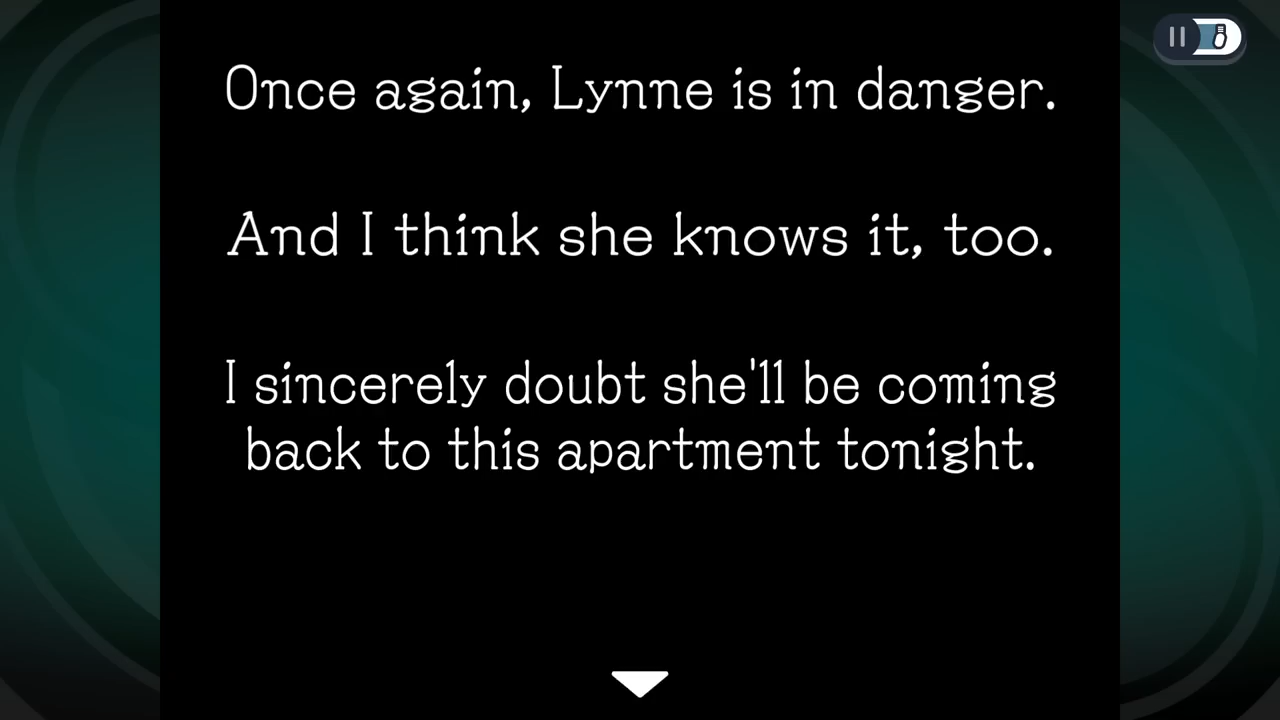 Once again, Lynne is in danger.
And I think she knows it, too.
I sincerely doubt she'll be coming
back to this apartment tonight.